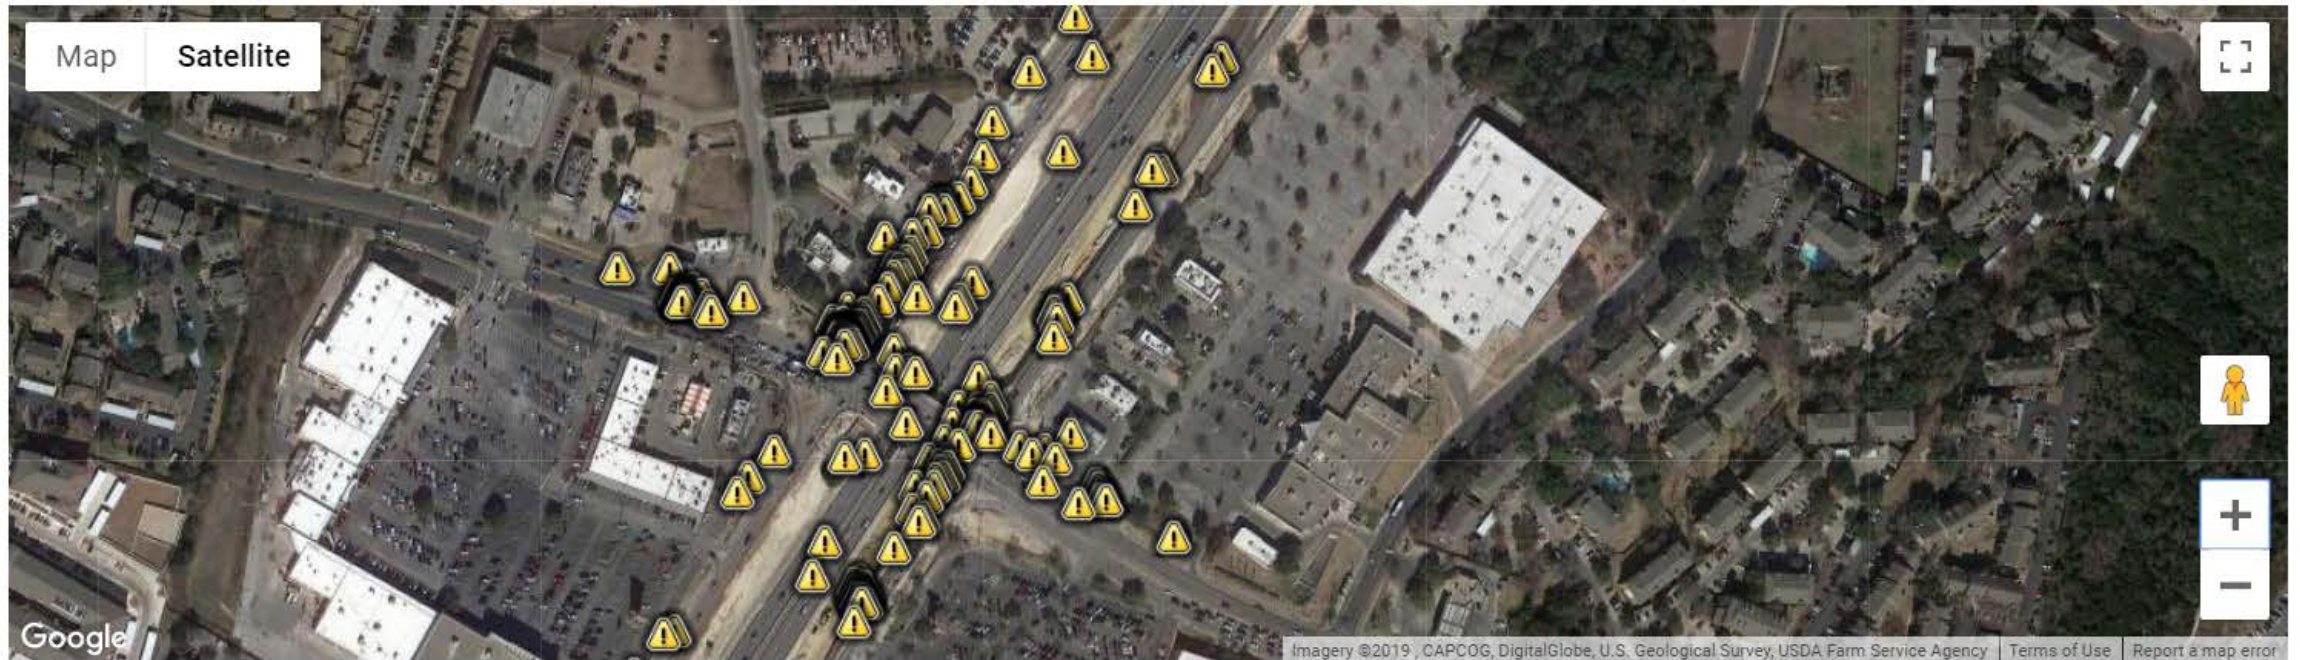 Map Satellite
Google
Imagery ©2019 , CAPCOG, DigitalGlobe, U.S. Geological Survey, USDA Farm Service Agency Terms of Use Report a map error